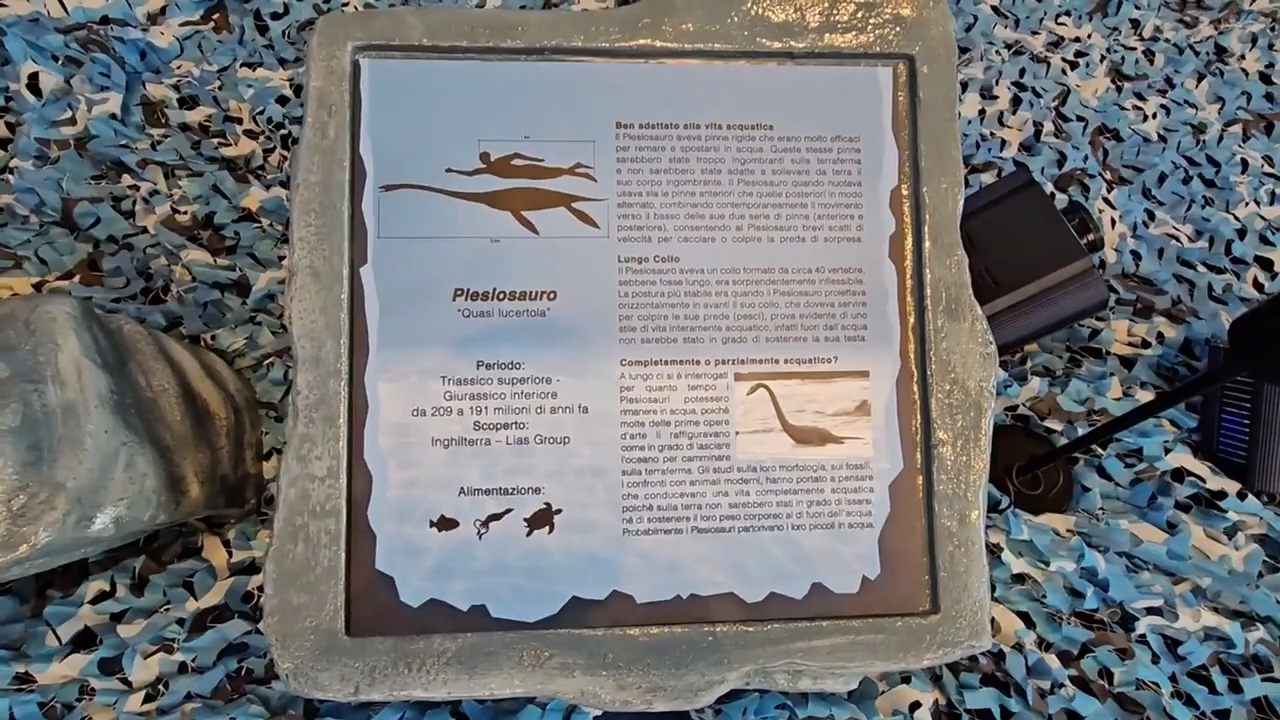 Plesiosauro
"Quasi lucertola"
Periodo:
Triassico superiore -
Giurassico inferiore
da 209 a 191 milioni di anni fa
Scoperto:
Inghilterra – Lias Group
Alimentazione:
Ben adattato alla vita acquatica
Il Plesiosauro aveva pinne rigide che erano molto efficaci
per remare e spostarsi in acqua. Queste stesse pinne
sarebbero state troppo ingombranti sulla terraferma
e non sarebbero state adatte a sollevare da terra il
suo corpo ingombrante. Il Plesiosauro quando nuotava
usava sia le pinne anteriori che quelle posteriori in modo
alternato, combinando contemporaneamente il movimento
verso il basso delle sue due serie di pinne (anteriore e
posteriore), consentendo al Plesiosauro brevi scatti di
velocità per cacciare o colpire la preda di sorpresa.
Lungo Collo
Il Plesiosauro aveva un collo formato da circa 40 vertebre,
sebbene fosse lungo, era sorprendentemente inflessibile.
La postura più stabile era quando il Plesiosauro proiettava
orizzontalmente in avanti il suo collo, che doveva servire
per colpire le sue prede (pesci), prova evidente di uno
stile di vita interamente acquatico, infatti fuori dall'acqua
non sarebbe stato in grado di sostenere la sua testa.
Completamente o parzialmente acquatico?
A lungo ci si è interrogati
per quanto tempo i
Plesiosauri potessero
rimanere in acqua, poichè
molte delle prime opere
d'arte li raffiguravano
come in grado di lasciare
l'oceano per camminare
sulla terraferma. Gli studi sulla loro morfologia, sui fossili,
i confronti con animali moderni, hanno portato a pensare
che conducevano una vita completamente acquatica
poichè sulla terra non sarebbero stati in grado di issarsi,
né di sostenere il loro peso corporeo al di fuori dell'acqua.
Probabilmente i Plesiosauri partorivano i loro piccoli in acqua.